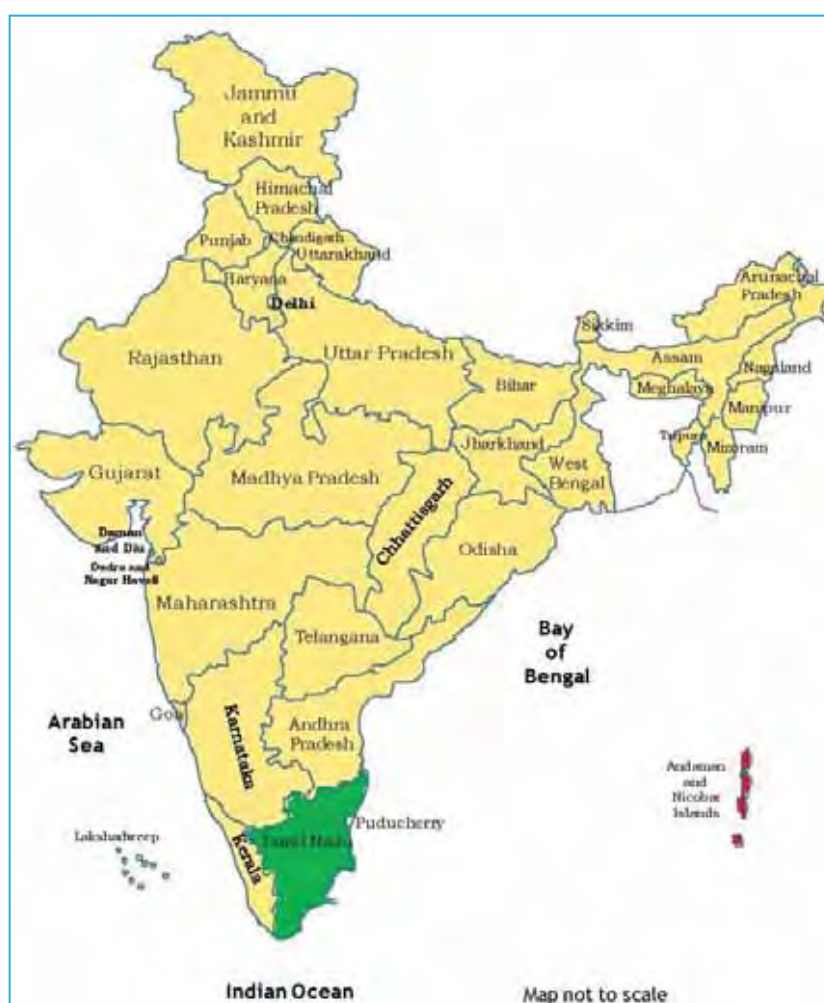 Jammu
and
Kashmir
Himachal
Pradesh
Punjab
Chandigarh
Uttarakhand
Haryana
Delhi
Rajasthan
Uttar Pradesh
Bihar
Sikkim
Arunachal
Pradesh
Assam
Nagaland
Meghalaya
Manipur
Tripura
Mizoram
Gujarat
Madhya Pradesh
Jharkhand
West
Bengal
Chhattisgarh
Odisha
Daman
and Diu
Dadra and
Nagar Haveli
Maharashtra
Telangana
Bay
of
Bengal
Arabian
Sea
Goa
Karnataka
Andhra
Pradesh
Andaman
and
Nicobar
Islands
Puducherry
Lakshadweep
Kerala
Tamil Nadu
Indian Ocean
Map not to scale